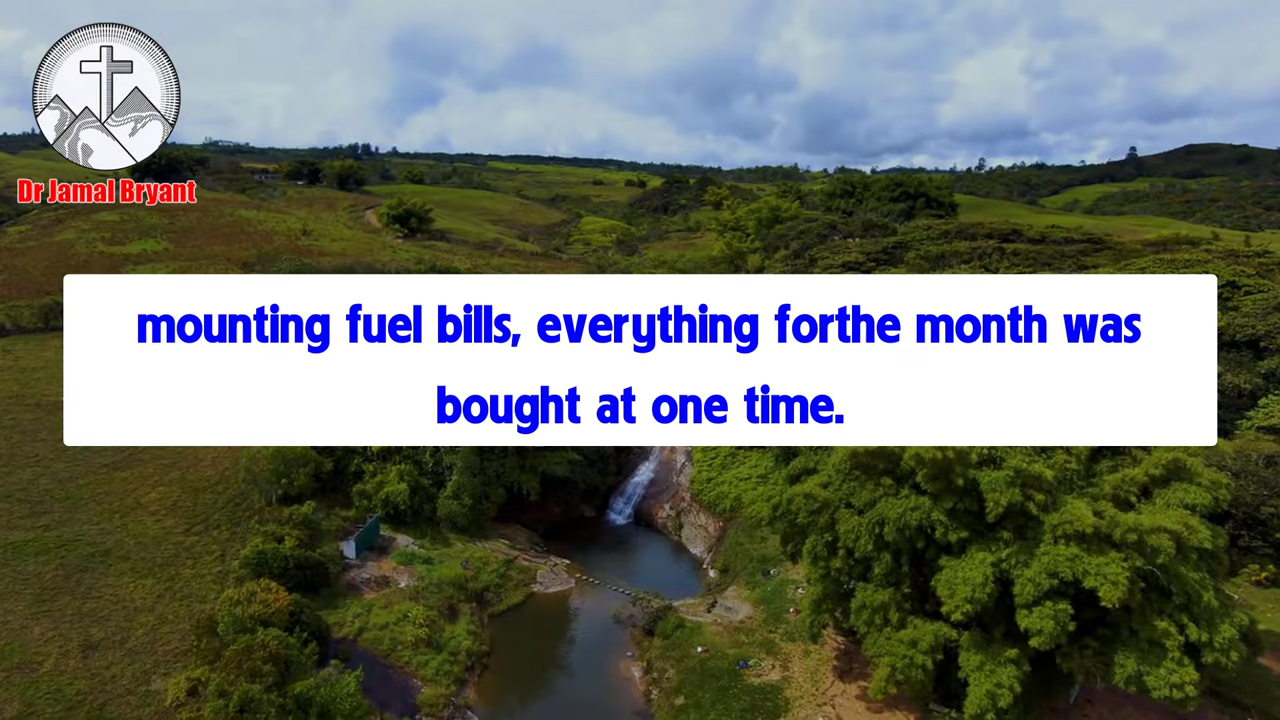 Dr Jamal Bryant
mounting fuel bills, everything forthe month was
bought at one time.